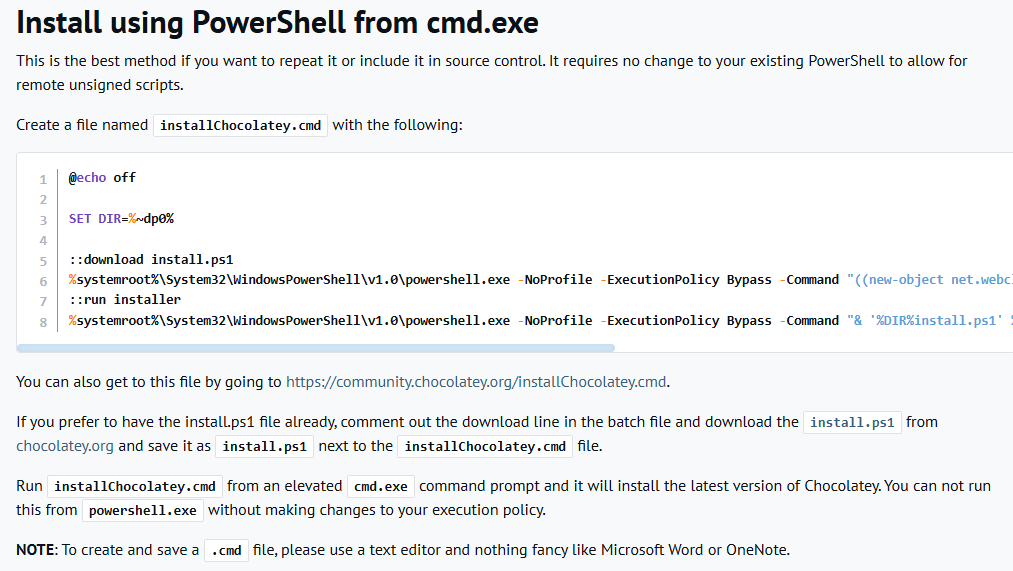 Install using PowerShell from cmd.exe
This is the best method if you want to repeat it or include it in source control. It requires no change to your existing PowerShell to allow for
remote unsigned scripts.
Create a file named installChocolatey.cmd with the following:
1 @echo off
2
3 SET DIR=%~dp0%
4
5 ::download install.ps1
6 %systemroot%\System32\WindowsPowerShell\v1.0\powershell.exe -NoProfile -ExecutionPolicy Bypass -Command "((new-object net.webcl
7 ::run installer
8 %systemroot%\System32\WindowsPowerShell\v1.0\powershell.exe -NoProfile -ExecutionPolicy Bypass -Command "& '%DIR%install.ps1' %
You can also get to this file by going to https://community.chocolatey.org/installChocolatey.cmd.
If you prefer to have the install.ps1 file already, comment out the download line in the batch file and download the install.ps1 from
chocolatey.org and save it as install.ps1 next to the installChocolatey.cmd file.
Run installChocolatey.cmd from an elevated cmd.exe command prompt and it will install the latest version of Chocolatey. You can not run
this from powershell.exe without making changes to your execution policy.
NOTE: To create and save a .cmd file, please use a text editor and nothing fancy like Microsoft Word or OneNote.